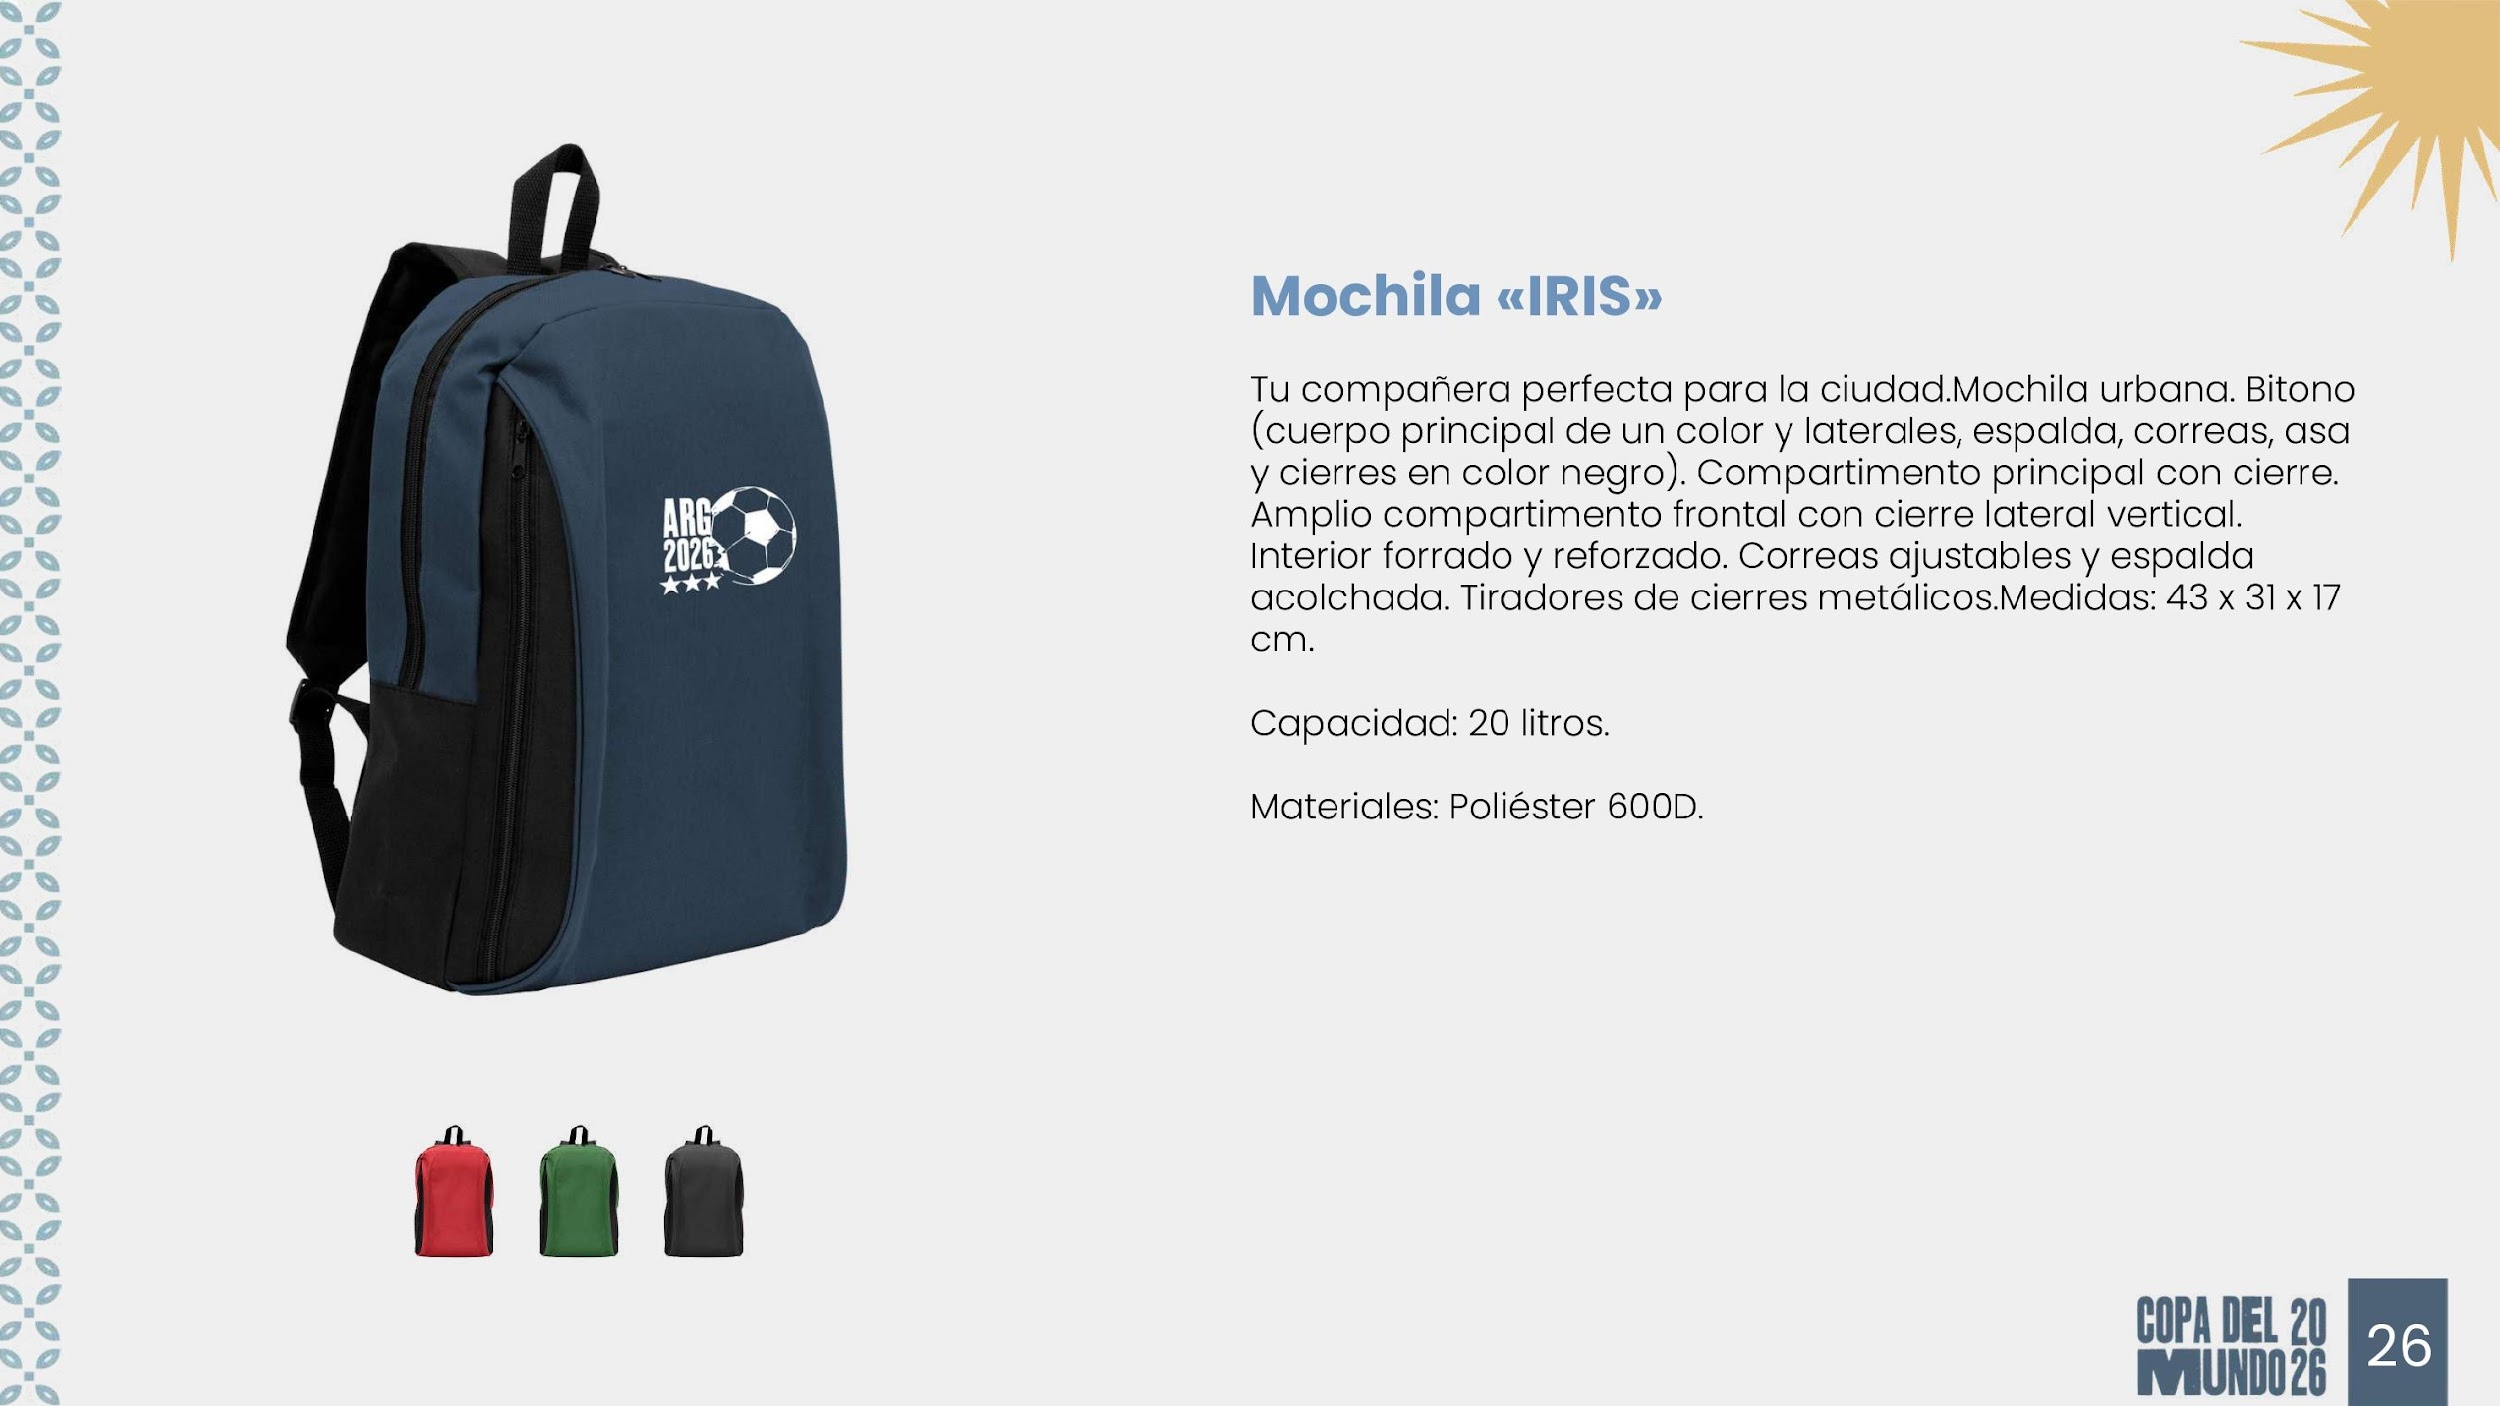 ARG
2026
Mochila «IRIS»
Tu compañera perfecta para la ciudad.Mochila urbana. Bitono
(cuerpo principal de un color y laterales, espalda, correas, asa
y cierres en color negro). Compartimento principal con cierre.
Amplio compartimento frontal con cierre lateral vertical.
Interior forrado y reforzado. Correas ajustables y espalda
acolchada. Tiradores de cierres metálicos.Medidas: 43 x 31 x 17
cm.
Capacidad: 20 litros.
Materiales: Poliéster 600D.
COPA DEL 20
MUNDO 26
26